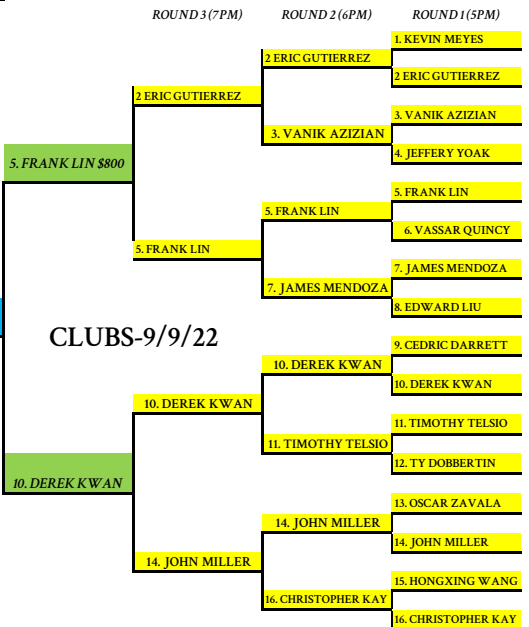 ROUND 3 (7PM) ROUND 2 (6PM) ROUND 1 (5PM)
1. KEVIN MEYES
2 ERIC GUTIERREZ
2 ERIC GUTIERREZ
2 ERIC GUTIERREZ
3. VANIK AZIZIAN
3. VANIK AZIZIAN
4. JEFFERY YOAK
5. FRANK LIN $800
5. FRANK LIN
5. FRANK LIN
6. VASSAR QUINCY
5. FRANK LIN
7. JAMES MENDOZA
7. JAMES MENDOZA
8. EDWARD LIU
CLUBS-9/9/22
9. CEDRIC DARRETT
10. DEREK KWAN
10. DEREK KWAN
10. DEREK KWAN
11. TIMOTHY TELSIO
11. TIMOTHY TELSIO
12. TY DOBBERTIN
10. DEREK KWAN
13. OSCAR ZAVALA
14. JOHN MILLER
14. JOHN MILLER
14. JOHN MILLER
15. HONGXING WANG
16. CHRISTOPHER KAY
16. CHRISTOPHER KAY